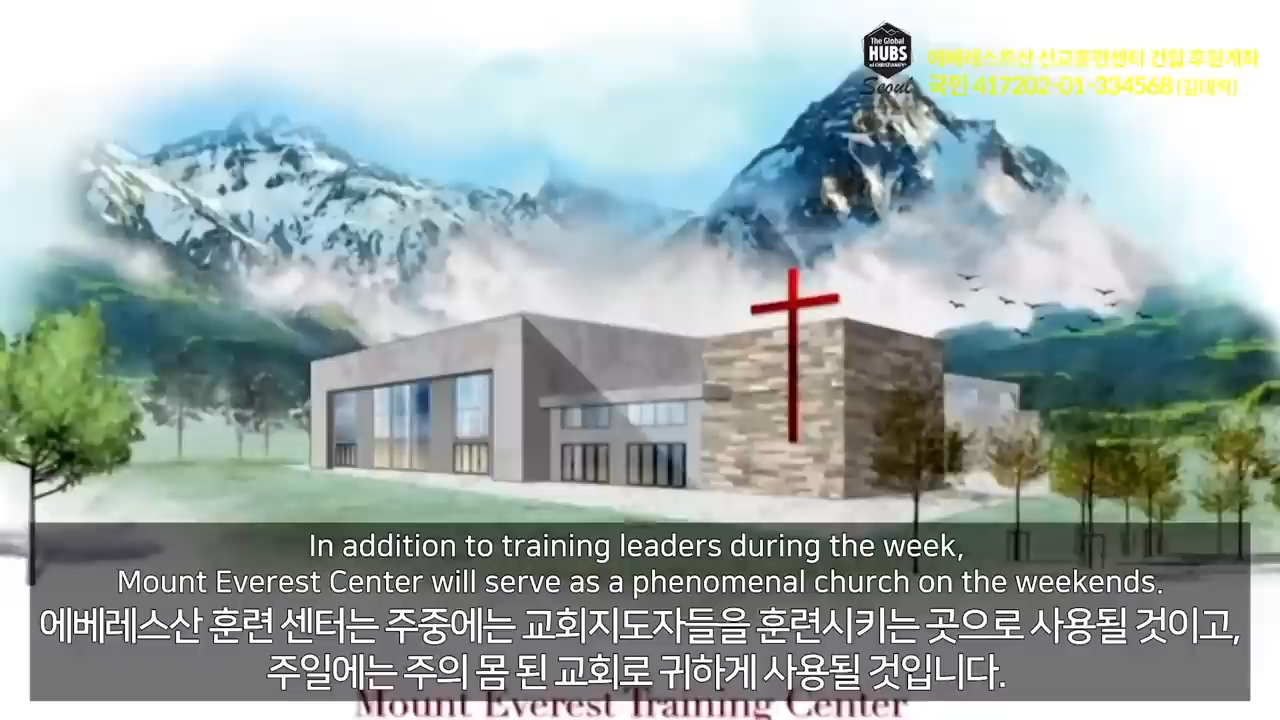 The Global
HUBS
of CHRISTIANITY
Seoul
에베레스트산 선교훈련센터 건립 후원계좌
국민 417202-01-334568 (김대혁)
In addition to training leaders during the week,
Mount Everest Center will serve as a phenomenal church on the weekends.
에베레스산 훈련 센터는 주중에는 교회지도자들을 훈련시키는 곳으로 사용될 것이고,
주일에는 주의 몸 된 교회로 귀하게 사용될 것입니다.
Mount Everest Training Center